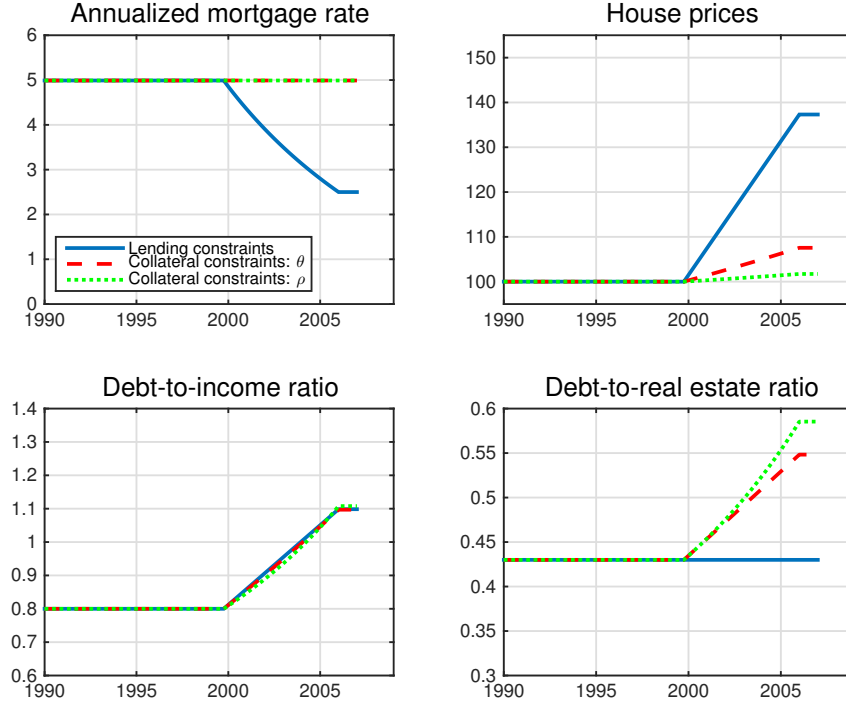 Annualized mortgage rate
6
5
4
3
2
1
0
1990 1995 2000 2005
Lending constraints
Collateral constraints: θ
Collateral constraints: ρ
House prices
150
140
130
120
110
100
1990 1995 2000 2005
Debt-to-income ratio
1.4
1.3
1.2
1.1
1
0.9
0.8
0.7
0.6
1990 1995 2000 2005
Debt-to-real estate ratio
0.6
0.55
0.5
0.45
0.4
0.35
0.3
1990 1995 2000 2005